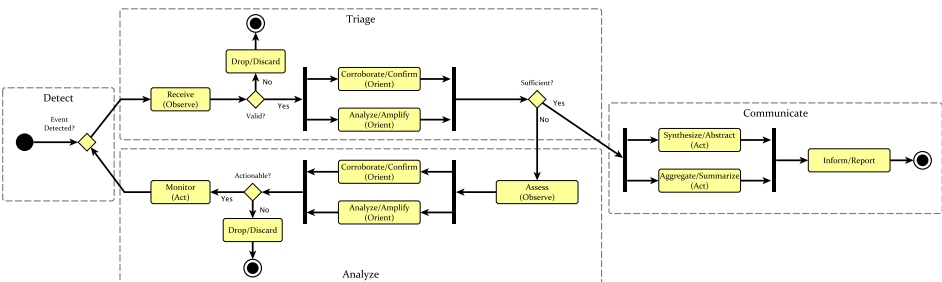 Triage
Drop/Discard
No
Receive
(Observe)
Valid?
Yes
Corroborate/Confirm
(Orient)
Analyze/Amplify
(Orient)
Sufficient?
Yes
No
Detect
Event
Detected?
Communicate
Synthesize/Abstract
(Act)
Aggregate/Summarize
(Act)
Inform/Report
Monitor
(Act)
Actionable?
Yes
No
Drop/Discard
Corroborate/Confirm
(Orient)
Analyze/Amplify
(Orient)
Assess
(Observe)
Analyze